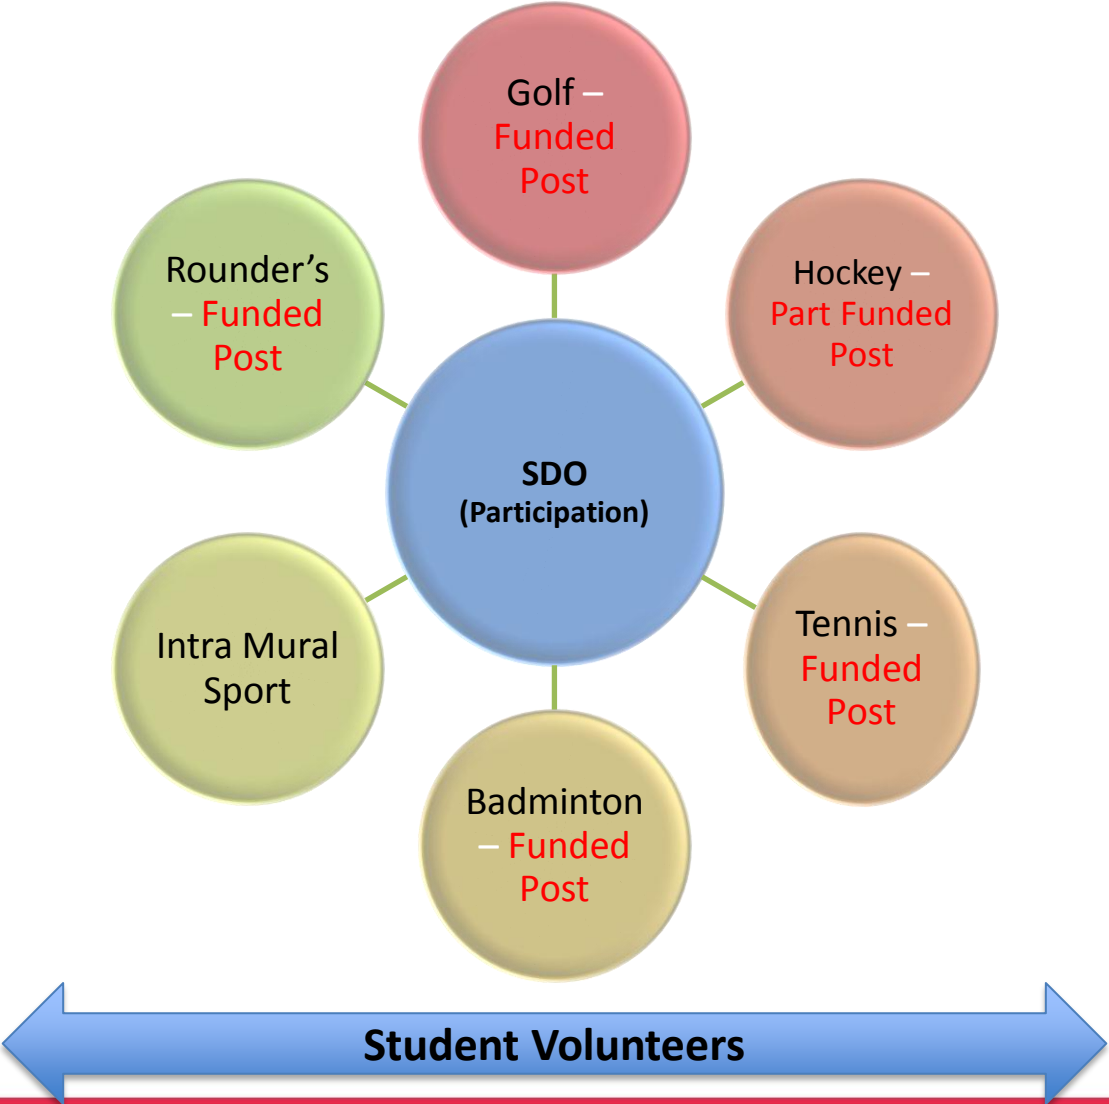 Golf –
Funded
Post
Hockey –
Part Funded
Post
Tennis –
Funded
Post
Badminton
– Funded
Post
Intra Mural
Sport
Rounder’s
– Funded
Post
SDO
(Participation)
Student Volunteers